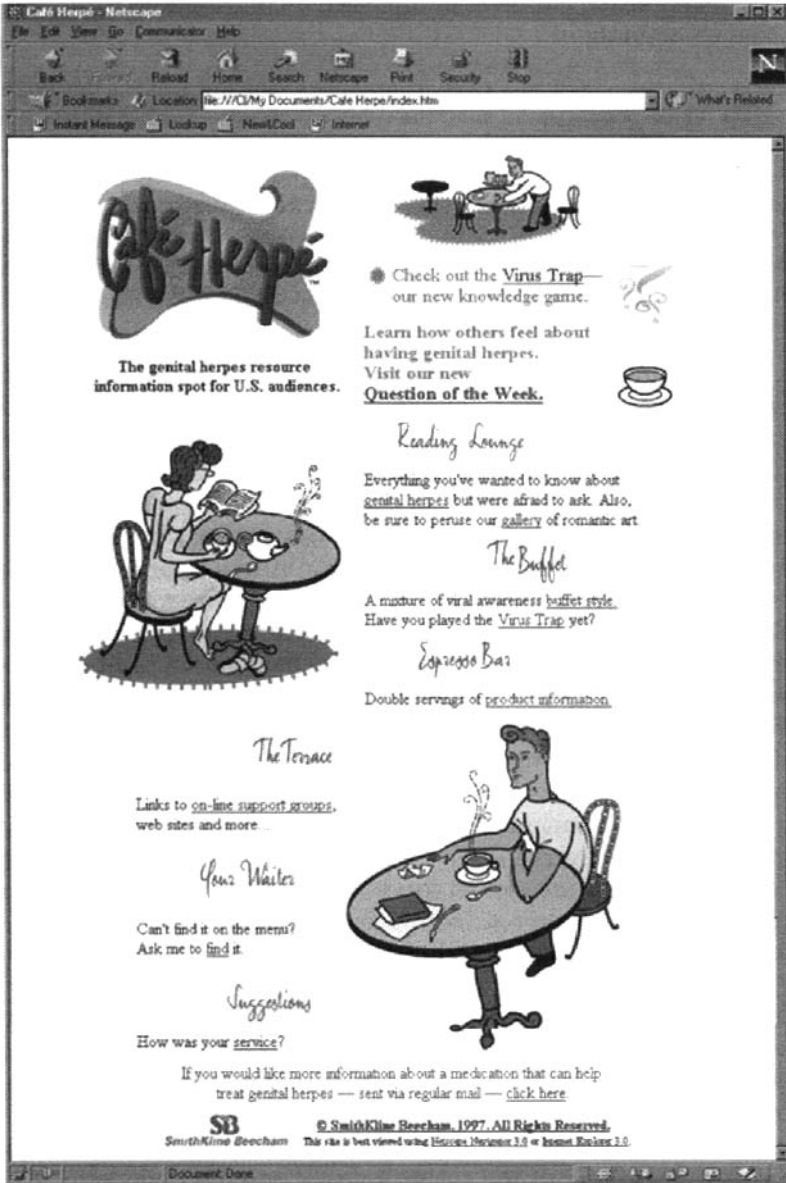 Café Herpé - Netscape
File Edit View Go Communicator Help
Back Forward Reload Home Search Netscape Print Security Stop
N
Bookmarks Location file:///C|/My Documents/Cafe Herpe/index.htm What's Related
Instant Message Lookup New&Cool Internet
Café Herpé ™
The genital herpes resource
information spot for U.S. audiences.
Check out the Virus Trap—
our new knowledge game.
Learn how others feel about
having genital herpes.
Visit our new
Question of the Week.
Reading Lounge
Everything you've wanted to know about
genital herpes but were afraid to ask. Also,
be sure to peruse our gallery of romantic art.
The Buffet
A mixture of viral awareness buffet style.
Have you played the Virus Trap yet?
Espresso Bar
Double servings of product information.
The Terrace
Links to on-line support groups,
web sites and more...
Your Waiter
Can't find it on the menu?
Ask me to find it.
Suggestions
How was your service?
If you would like more information about a medication that can help
treat genital herpes — sent via regular mail — click here.
SB
SmithKline Beecham
© SmithKline Beecham, 1997. All Rights Reserved.
This site is best viewed using Netscape Navigator 3.0 or Internet Explorer 3.0.
Document: Done